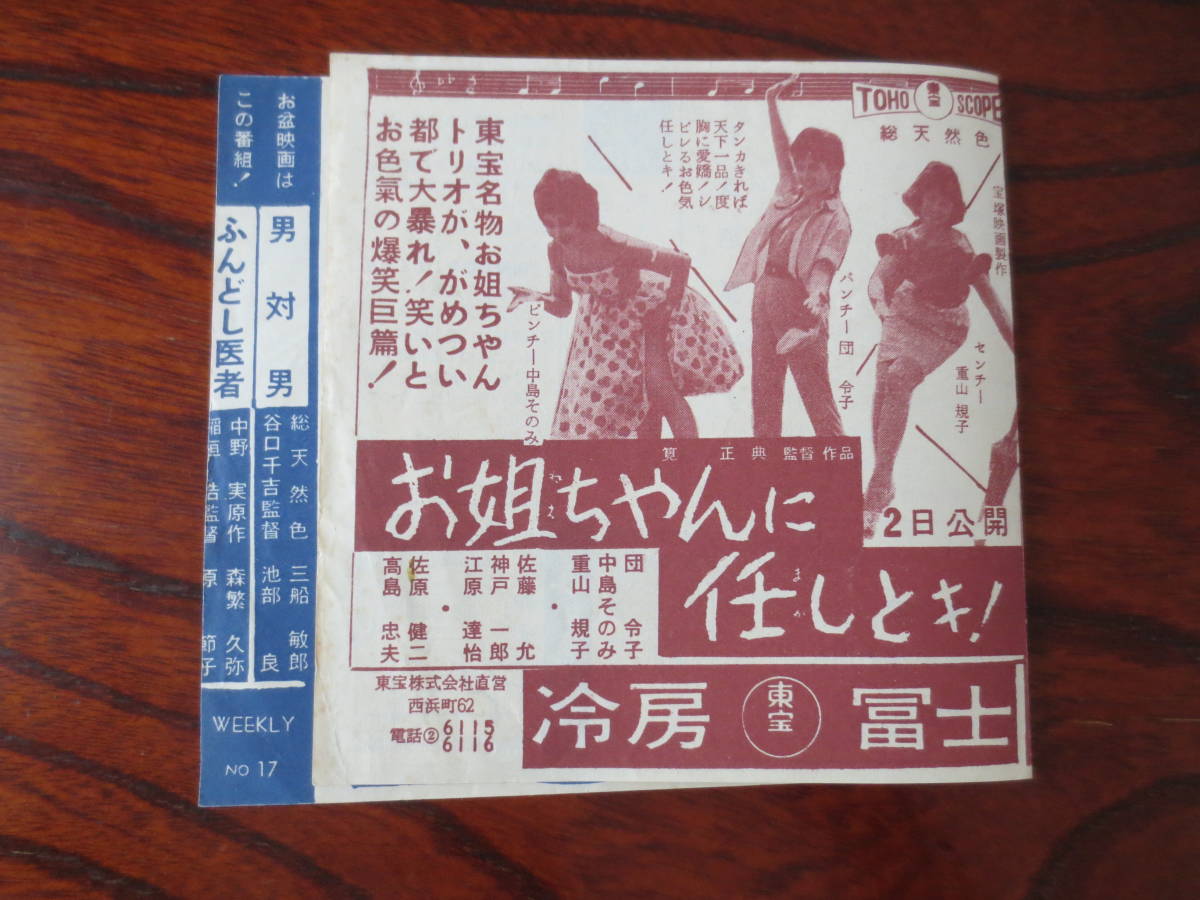 TOHO 東宝 SCOPE
総天然色
宝塚映画製作
タンカきれば
天下一品ノ度
胸に愛嬌ノシ
ビレるお色気
任しとキ！
東宝名物お姐ちゃん
トリオが、がめつい
都で大暴れ！笑いと
お色氣の爆笑巨篇！
センチー 重山 規子
パンチー 団 令子
ピンチー 中島そのみ
筧 正典 監督作品
お姐ちゃんに
ねえ
任しとキ！
まか
2日公開
団 令子
中島そのみ
重山 規子
・
佐藤 允
神戸 一郎
江原 達怡
・
佐原 健二
高島 忠夫
東宝株式会社直営
西浜町62
電話② 6115
6116
冷房 東宝 冨士
お盆映画は
この番組！
男対男
総天然色
谷口千吉監督
三船 敏郎
池部 良
ふんどし医者
中野 実原作
稲垣 浩監督
森繁 久弥
原 節子
WEEKLY
NO 17